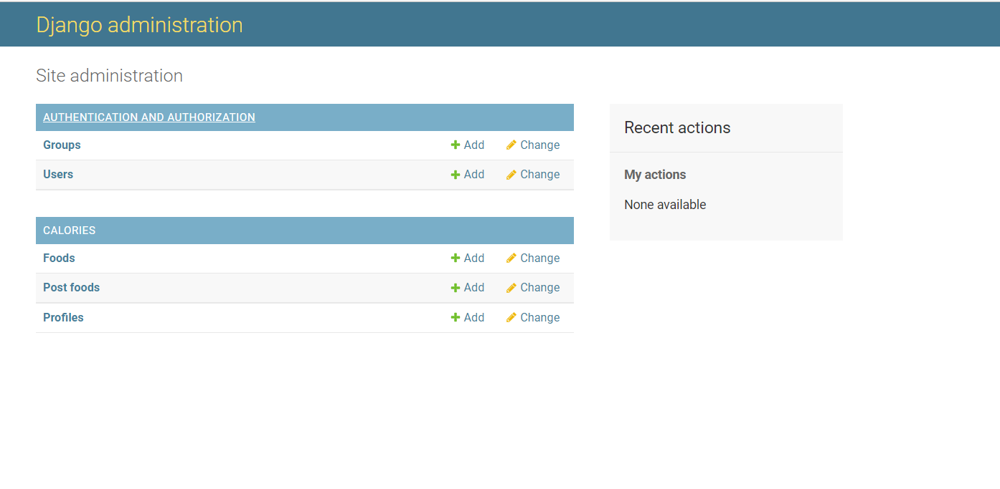 Django administration
Site administration
AUTHENTICATION AND AUTHORIZATION
Groups Add Change
Users Add Change
CALORIES
Foods Add Change
Post foods Add Change
Profiles Add Change
Recent actions
My actions
None available